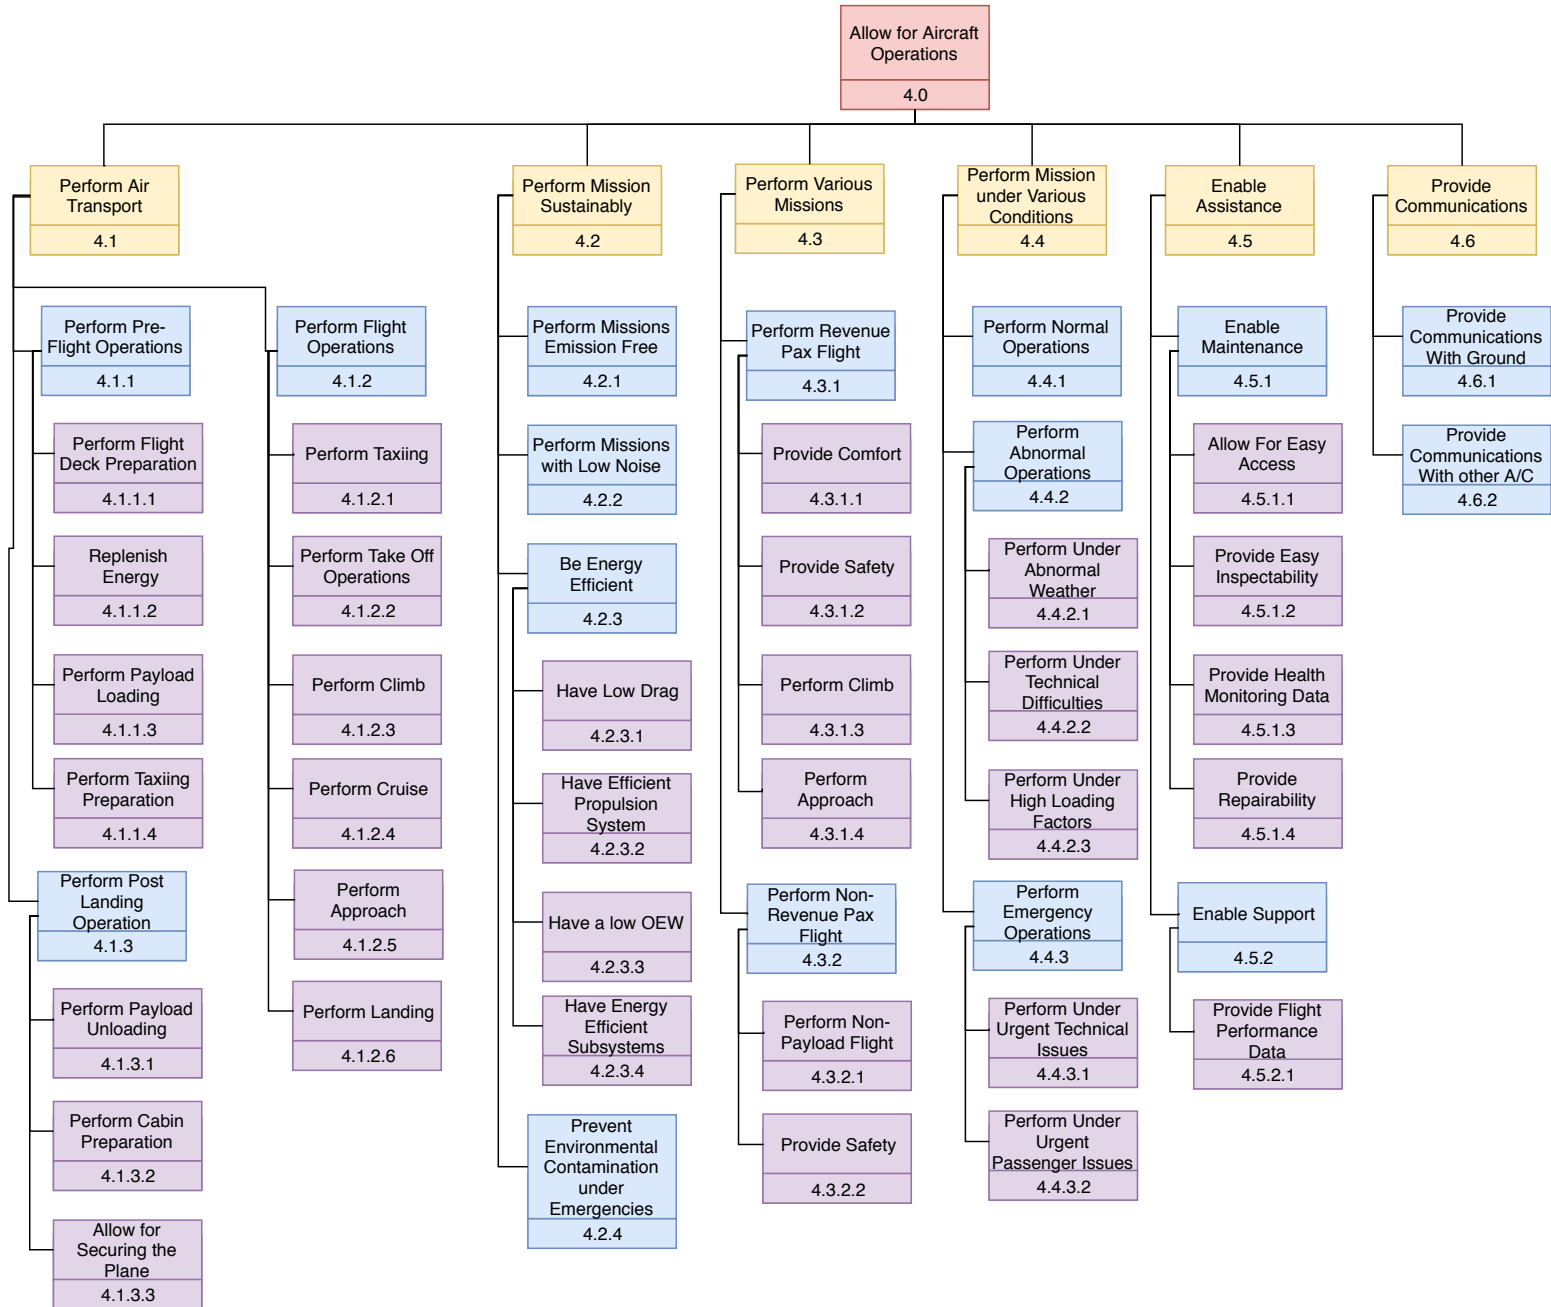 Allow for Aircraft
Operations
4.0
Perform Air
Transport
4.1
Perform Mission
Sustainably
4.2
Perform Various
Missions
4.3
Perform Mission
under Various
Conditions
4.4
Enable
Assistance
4.5
Provide
Communications
4.6
Perform Pre-
Flight Operations
4.1.1
Perform Flight
Deck Preparation
4.1.1.1
Replenish
Energy
4.1.1.2
Perform Payload
Loading
4.1.1.3
Perform Taxiing
Preparation
4.1.1.4
Perform Post
Landing
Operation
4.1.3
Perform Payload
Unloading
4.1.3.1
Perform Cabin
Preparation
4.1.3.2
Allow for
Securing the
Plane
4.1.3.3
Perform Flight
Operations
4.1.2
Perform Taxiing
4.1.2.1
Perform Take Off
Operations
4.1.2.2
Perform Climb
4.1.2.3
Perform Cruise
4.1.2.4
Perform
Approach
4.1.2.5
Perform Landing
4.1.2.6
Perform Missions
Emission Free
4.2.1
Perform Missions
with Low Noise
4.2.2
Be Energy
Efficient
4.2.3
Have Low Drag
4.2.3.1
Have Efficient
Propulsion
System
4.2.3.2
Have a low OEW
4.2.3.3
Have Energy
Efficient
Subsystems
4.2.3.4
Prevent
Environmental
Contamination
under
Emergencies
4.2.4
Perform Revenue
Pax Flight
4.3.1
Provide Comfort
4.3.1.1
Provide Safety
4.3.1.2
Perform Climb
4.3.1.3
Perform
Approach
4.3.1.4
Perform Non-
Revenue Pax
Flight
4.3.2
Perform Non-
Payload Flight
4.3.2.1
Provide Safety
4.3.2.2
Perform Normal
Operations
4.4.1
Perform
Abnormal
Operations
4.4.2
Perform Under
Abnormal
Weather
4.4.2.1
Perform Under
Technical
Difficulties
4.4.2.2
Perform Under
High Loading
Factors
4.4.2.3
Perform
Emergency
Operations
4.4.3
Perform Under
Urgent Technical
Issues
4.4.3.1
Perform Under
Urgent
Passenger Issues
4.4.3.2
Enable
Maintenance
4.5.1
Allow For Easy
Access
4.5.1.1
Provide Easy
Inspectability
4.5.1.2
Provide Health
Monitoring Data
4.5.1.3
Provide
Repairability
4.5.1.4
Enable Support
4.5.2
Provide Flight
Performance
Data
4.5.2.1
Provide
Communications
With Ground
4.6.1
Provide
Communications
With other A/C
4.6.2